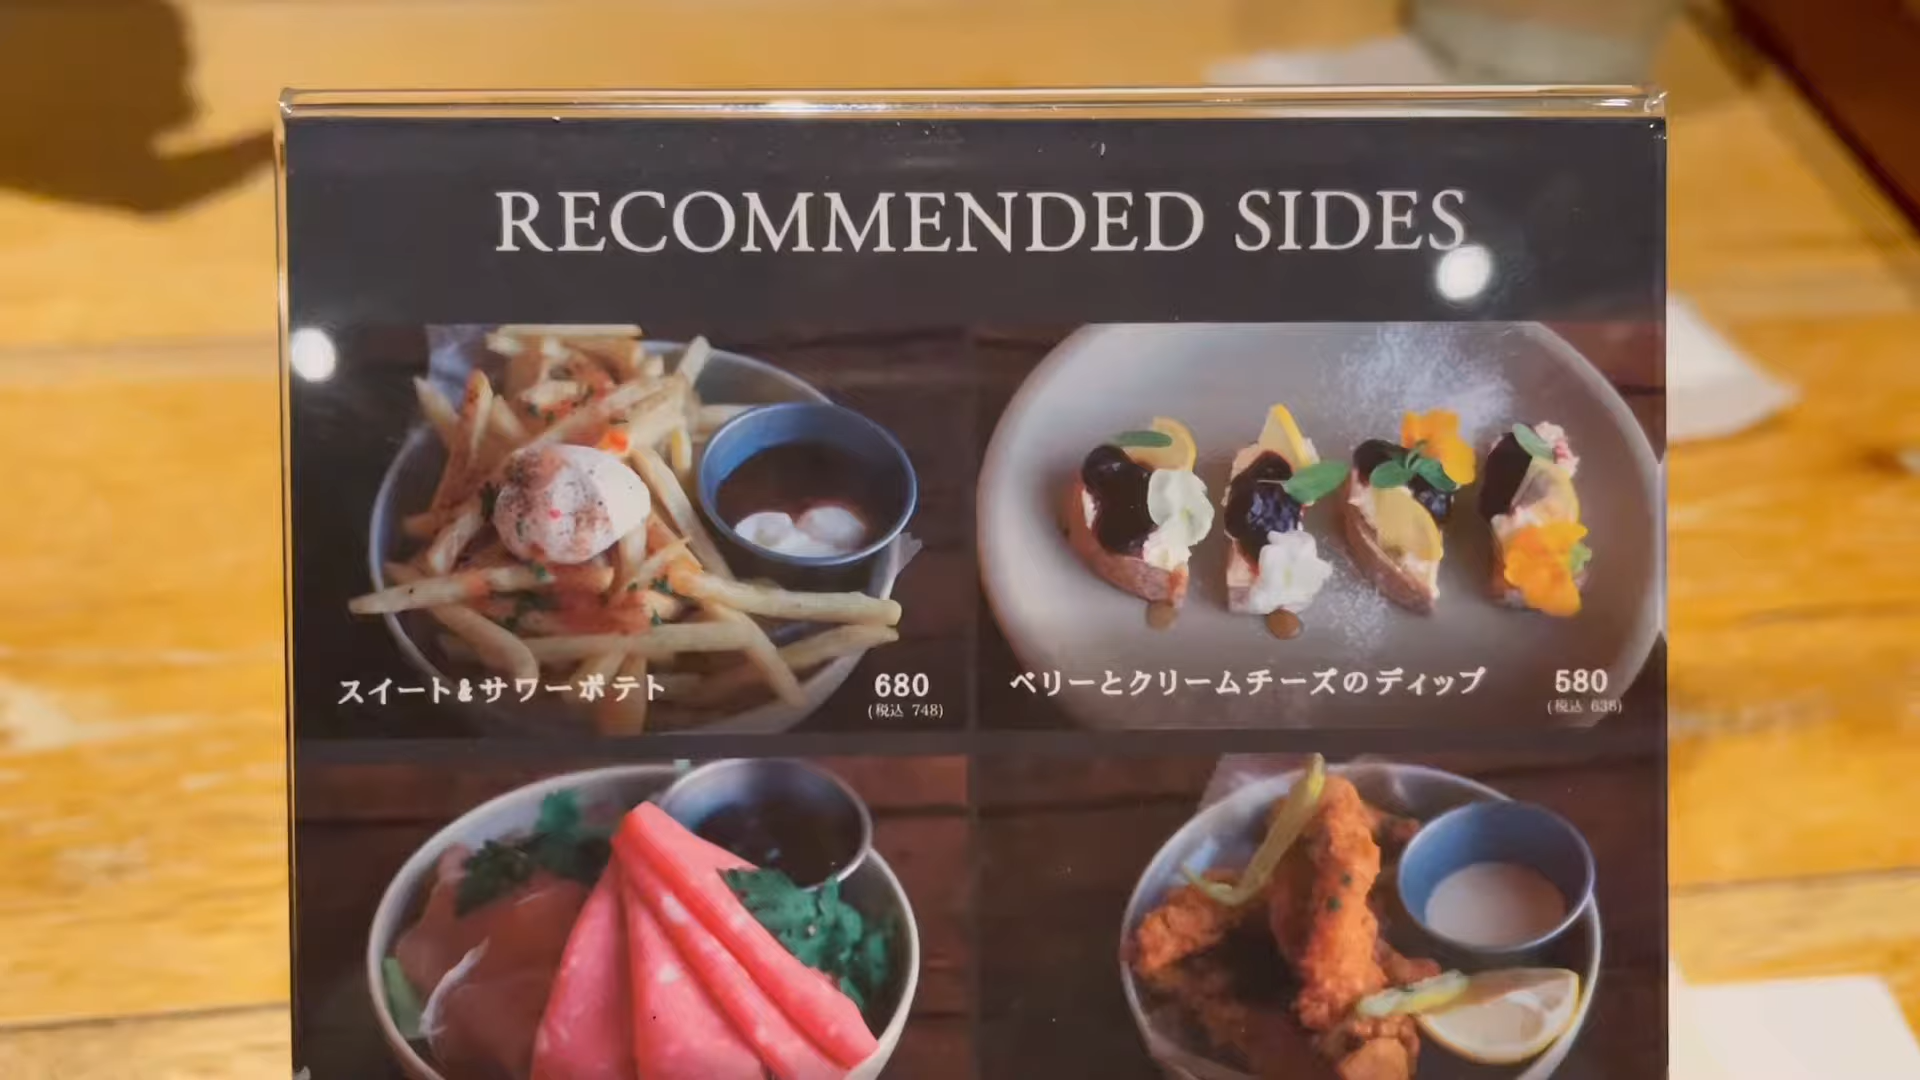 RECOMMENDED SIDES
スイート&サワーポテト
680
(税込 748)
ベリーとクリームチーズのディップ
580
(税込 638)